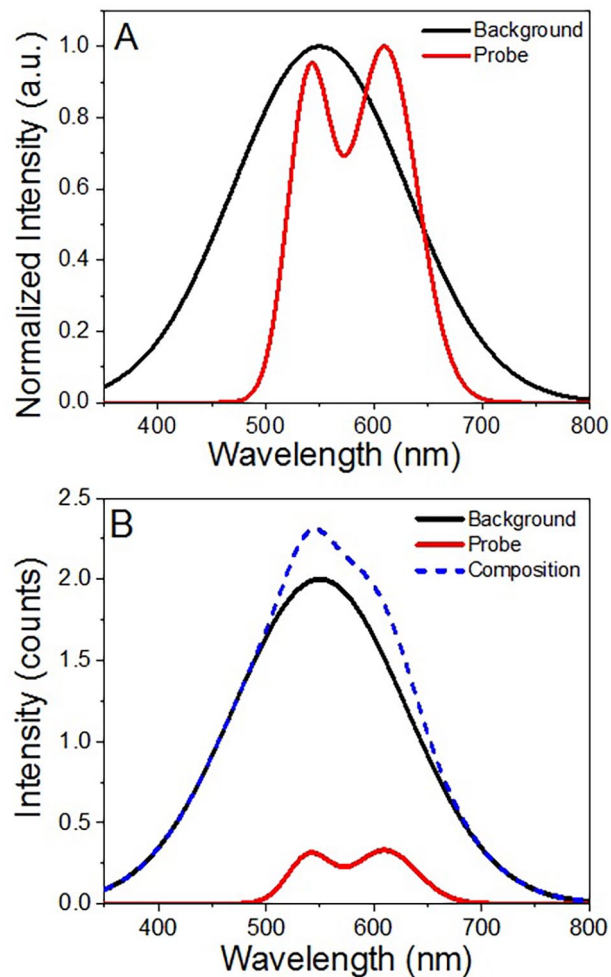 A
Background
Probe
1.0
0.8
0.6
0.4
0.2
0.0
Normalized Intensity (a.u.)
400 500 600 700 800
Wavelength (nm)
B
Background
Probe
Composition
2.5
2.0
1.5
1.0
0.5
0.0
Intensity (counts)
400 500 600 700 800
Wavelength (nm)